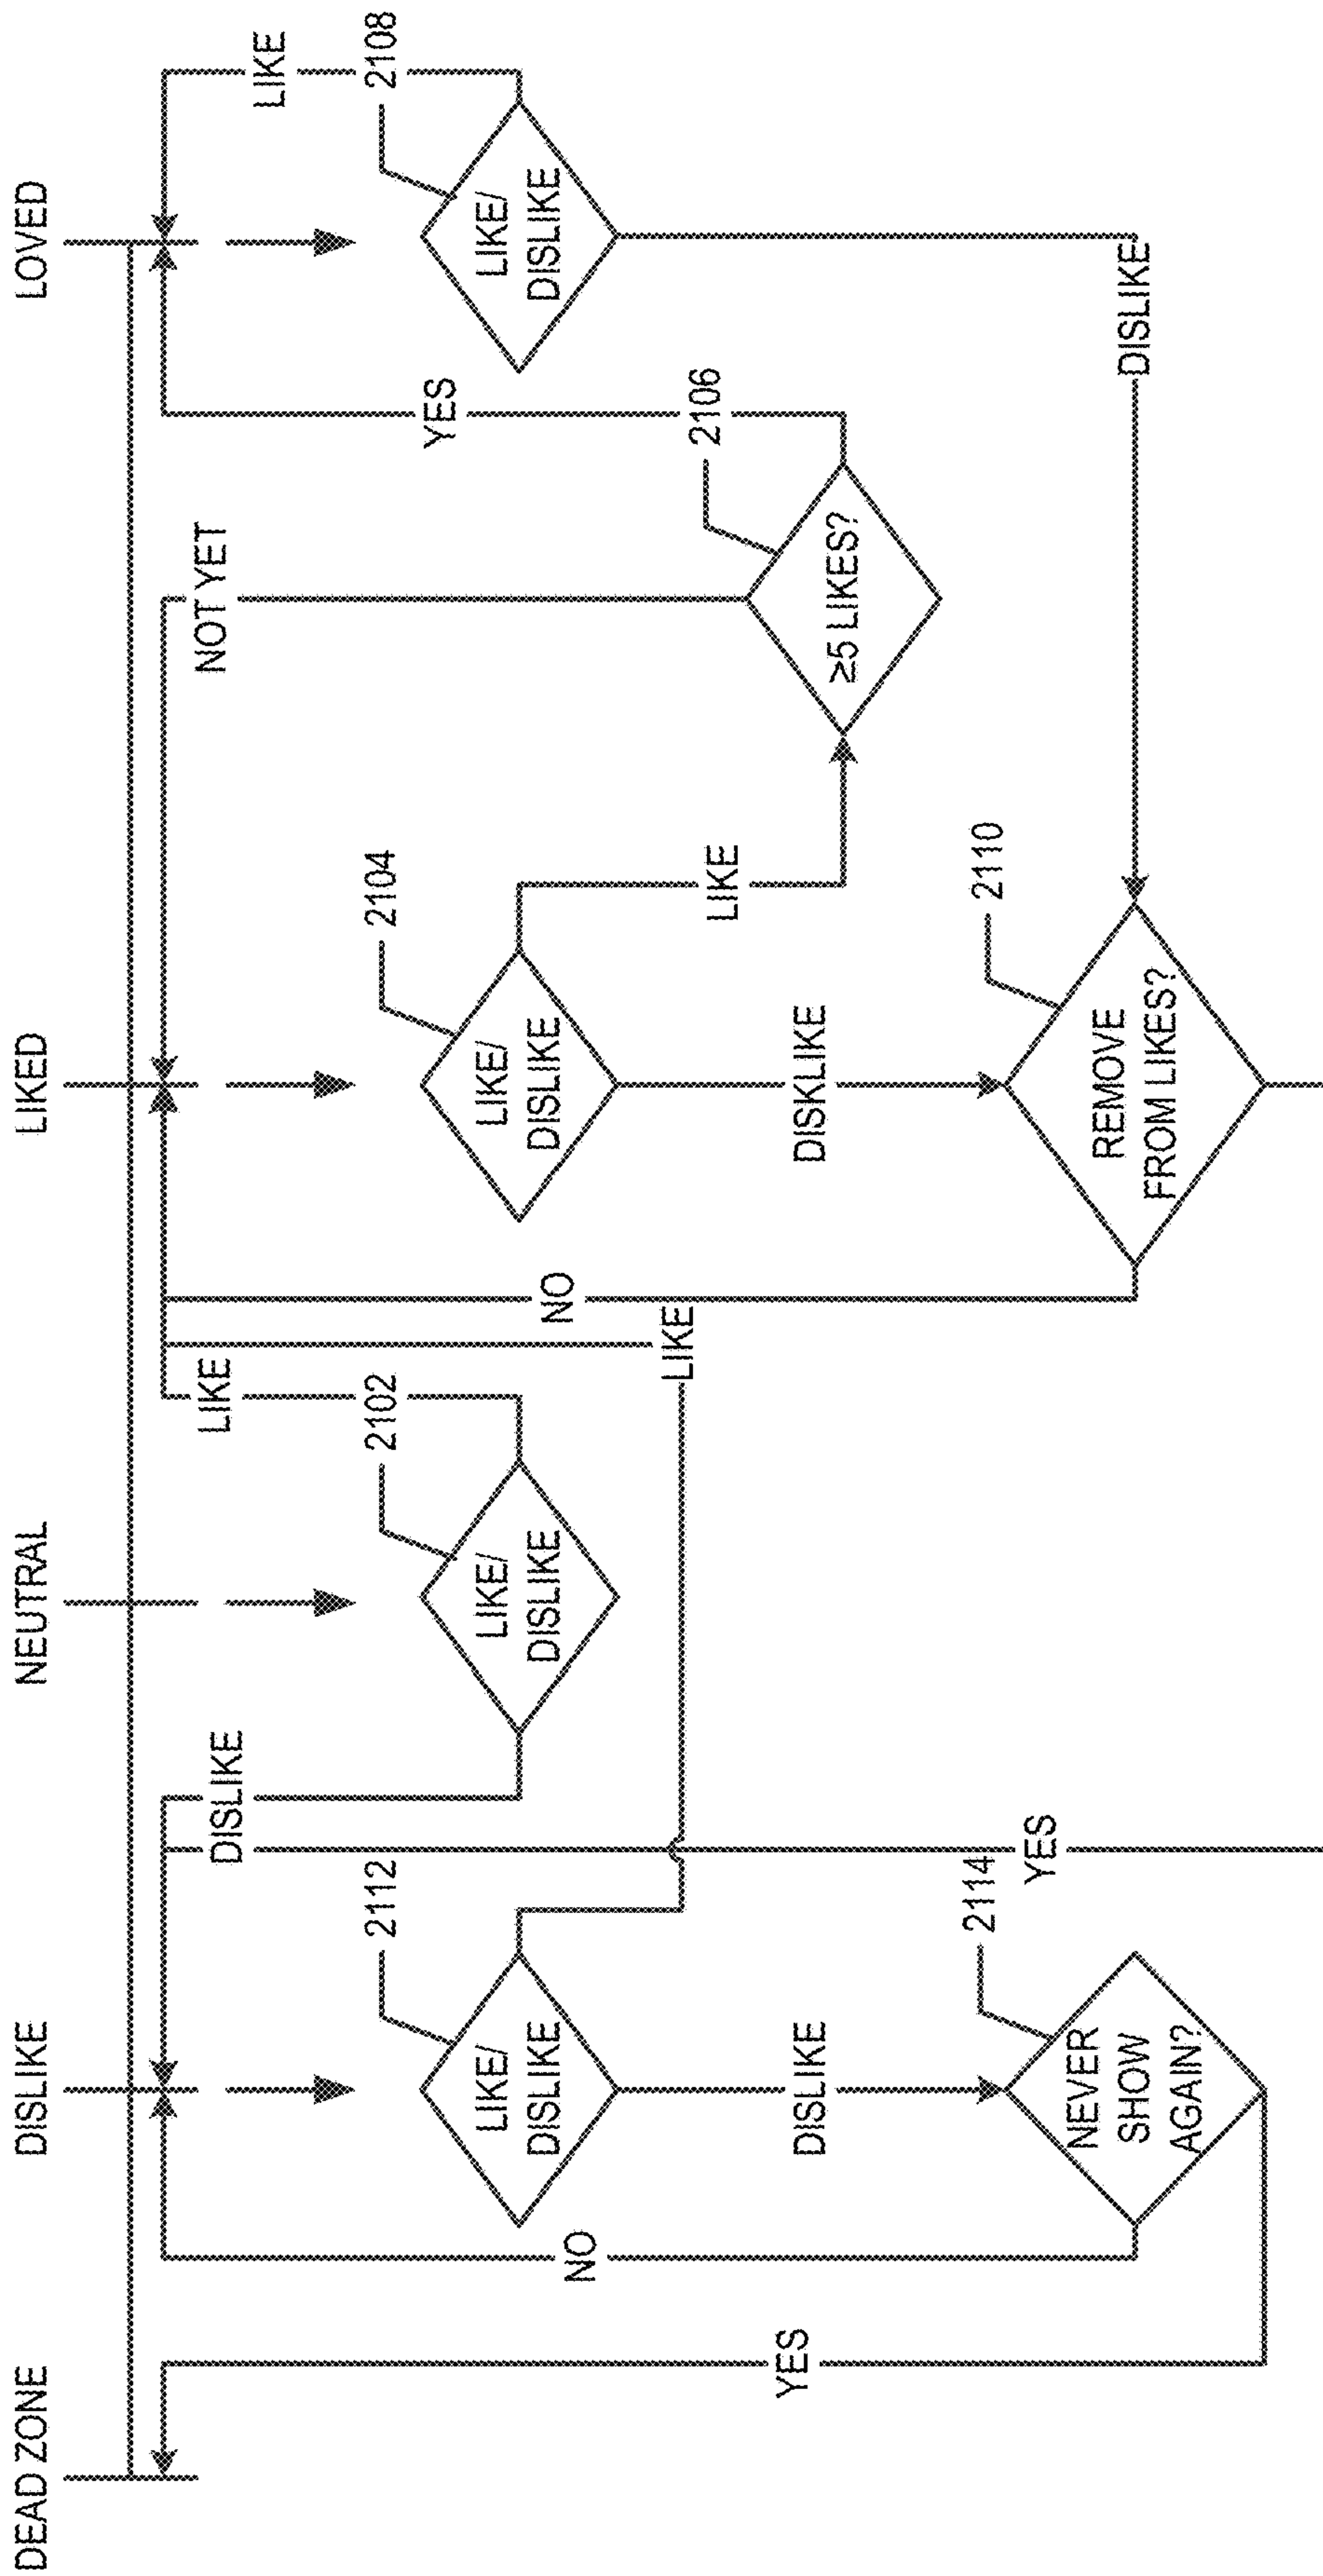 DEAD ZONE
DISLIKE
NEUTRAL
LIKED
LOVED
DISLIKE
LIKE
NOT YET
LIKE
2112
2102
2104
2108
LIKE/
DISLIKE
LIKE/
DISLIKE
LIKE/
DISLIKE
LIKE/
DISLIKE
YES
NO
NO
LIKE
LIKE
2106
YES
DISLIKE
DISKLIKE
≥5 LIKES?
2114
YES
2110
DISLIKE
NEVER
SHOW
AGAIN?
REMOVE
FROM LIKES?